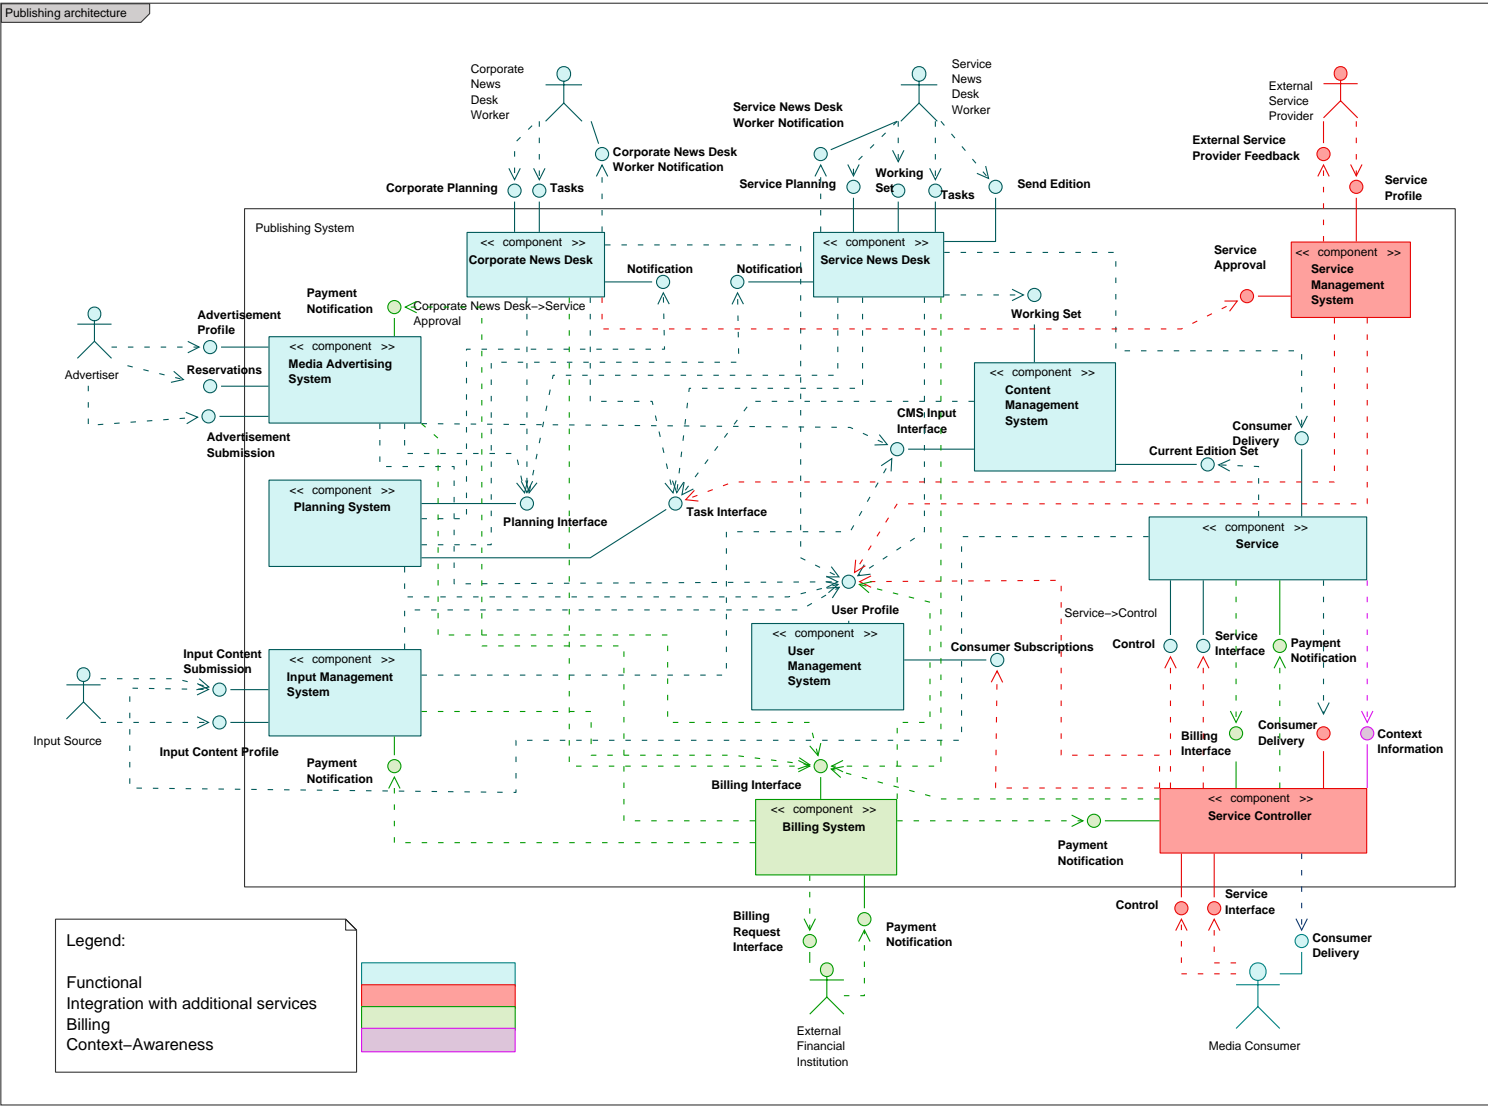 Publishing architecture
Corporate
News
Desk
Worker
Service
News
Desk
Worker
External
Service
Provider
Service News Desk
Worker Notification
Corporate News Desk
Worker Notification
External Service
Provider Feedback
Corporate Planning
Tasks
Service Planning
Working
Set
Tasks
Send Edition
Service
Profile
Publishing System
<< component >>
Corporate News Desk
<< component >>
Service News Desk
<< component >>
Service
Management
System
Service
Approval
Notification
Notification
Working Set
Payment
Notification
Corporate News Desk->Service
Approval
Advertisement
Profile
Reservations
Advertisement
Submission
Advertiser
<< component >>
Media Advertising
System
<< component >>
Content
Management
System
CMS Input
Interface
Consumer
Delivery
Current Edition Set
<< component >>
Planning System
Planning Interface
Task Interface
<< component >>
Service
User Profile
Service->Control
<< component >>
User
Management
System
Consumer Subscriptions
Control
Service
Interface
Payment
Notification
Input Content
Submission
<< component >>
Input Management
System
Input Source
Input Content Profile
Payment
Notification
Billing
Interface
Consumer
Delivery
Context
Information
Billing Interface
<< component >>
Billing System
Payment
Notification
<< component >>
Service Controller
Control
Service
Interface
Billing
Request
Interface
Payment
Notification
Consumer
Delivery
External
Financial
Institution
Media Consumer
Legend:
Functional
Integration with additional services
Billing
Context-Awareness